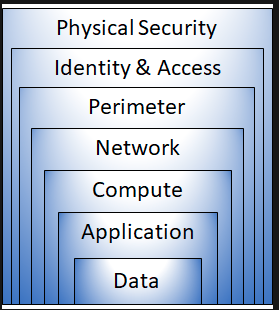 Physical Security
Identity & Access
Perimeter
Network
Compute
Application
Data